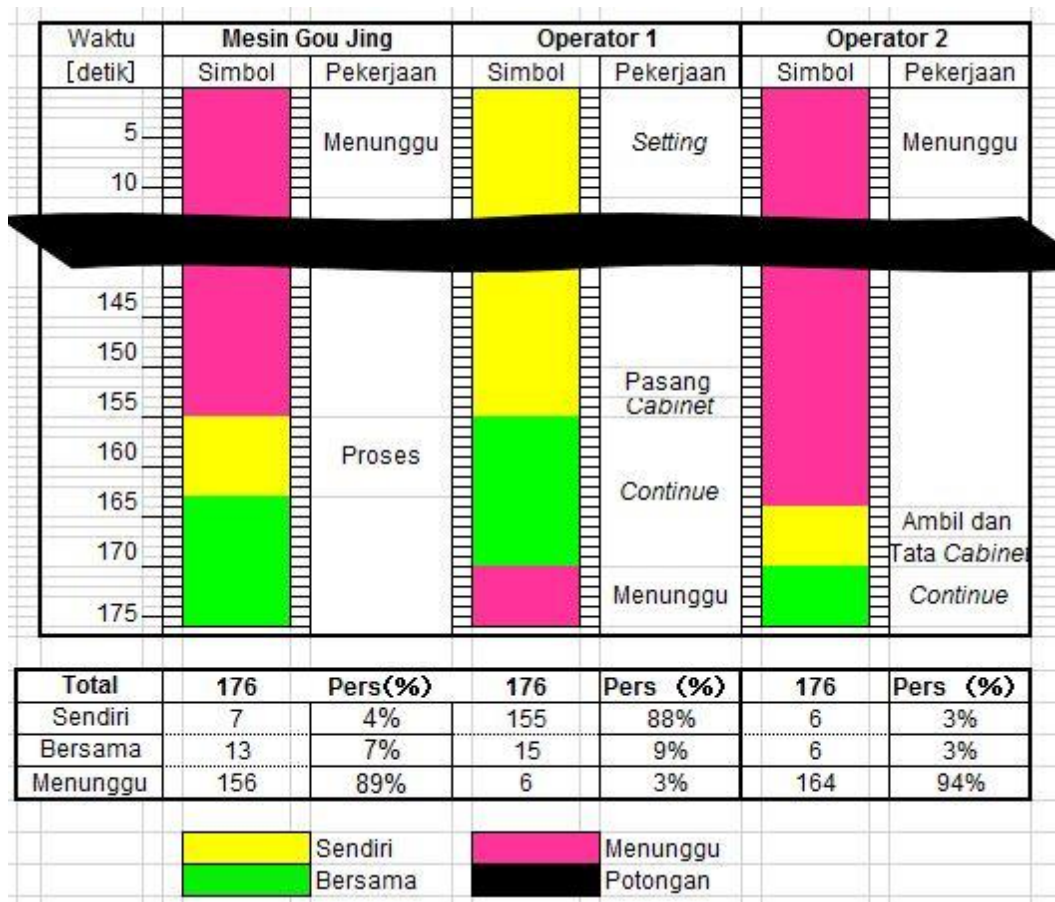 Waktu Mesin Gou Jing Operator 1 Operator 2
[detik] Simbol Pekerjaan Simbol Pekerjaan Simbol Pekerjaan
5 Menunggu Setting Menunggu
10
145
150
Pasang
155 Cabinet
160 Proses
Continue
165
Ambil dan
170 Tata Cabinet
175 Menunggu Continue
Total 176 Pers(%) 176 Pers (%) 176 Pers (%)
Sendiri 7 4% 155 88% 6 3%
Bersama 13 7% 15 9% 6 3%
Menunggu 156 89% 6 3% 164 94%
Sendiri Menunggu
Bersama Potongan